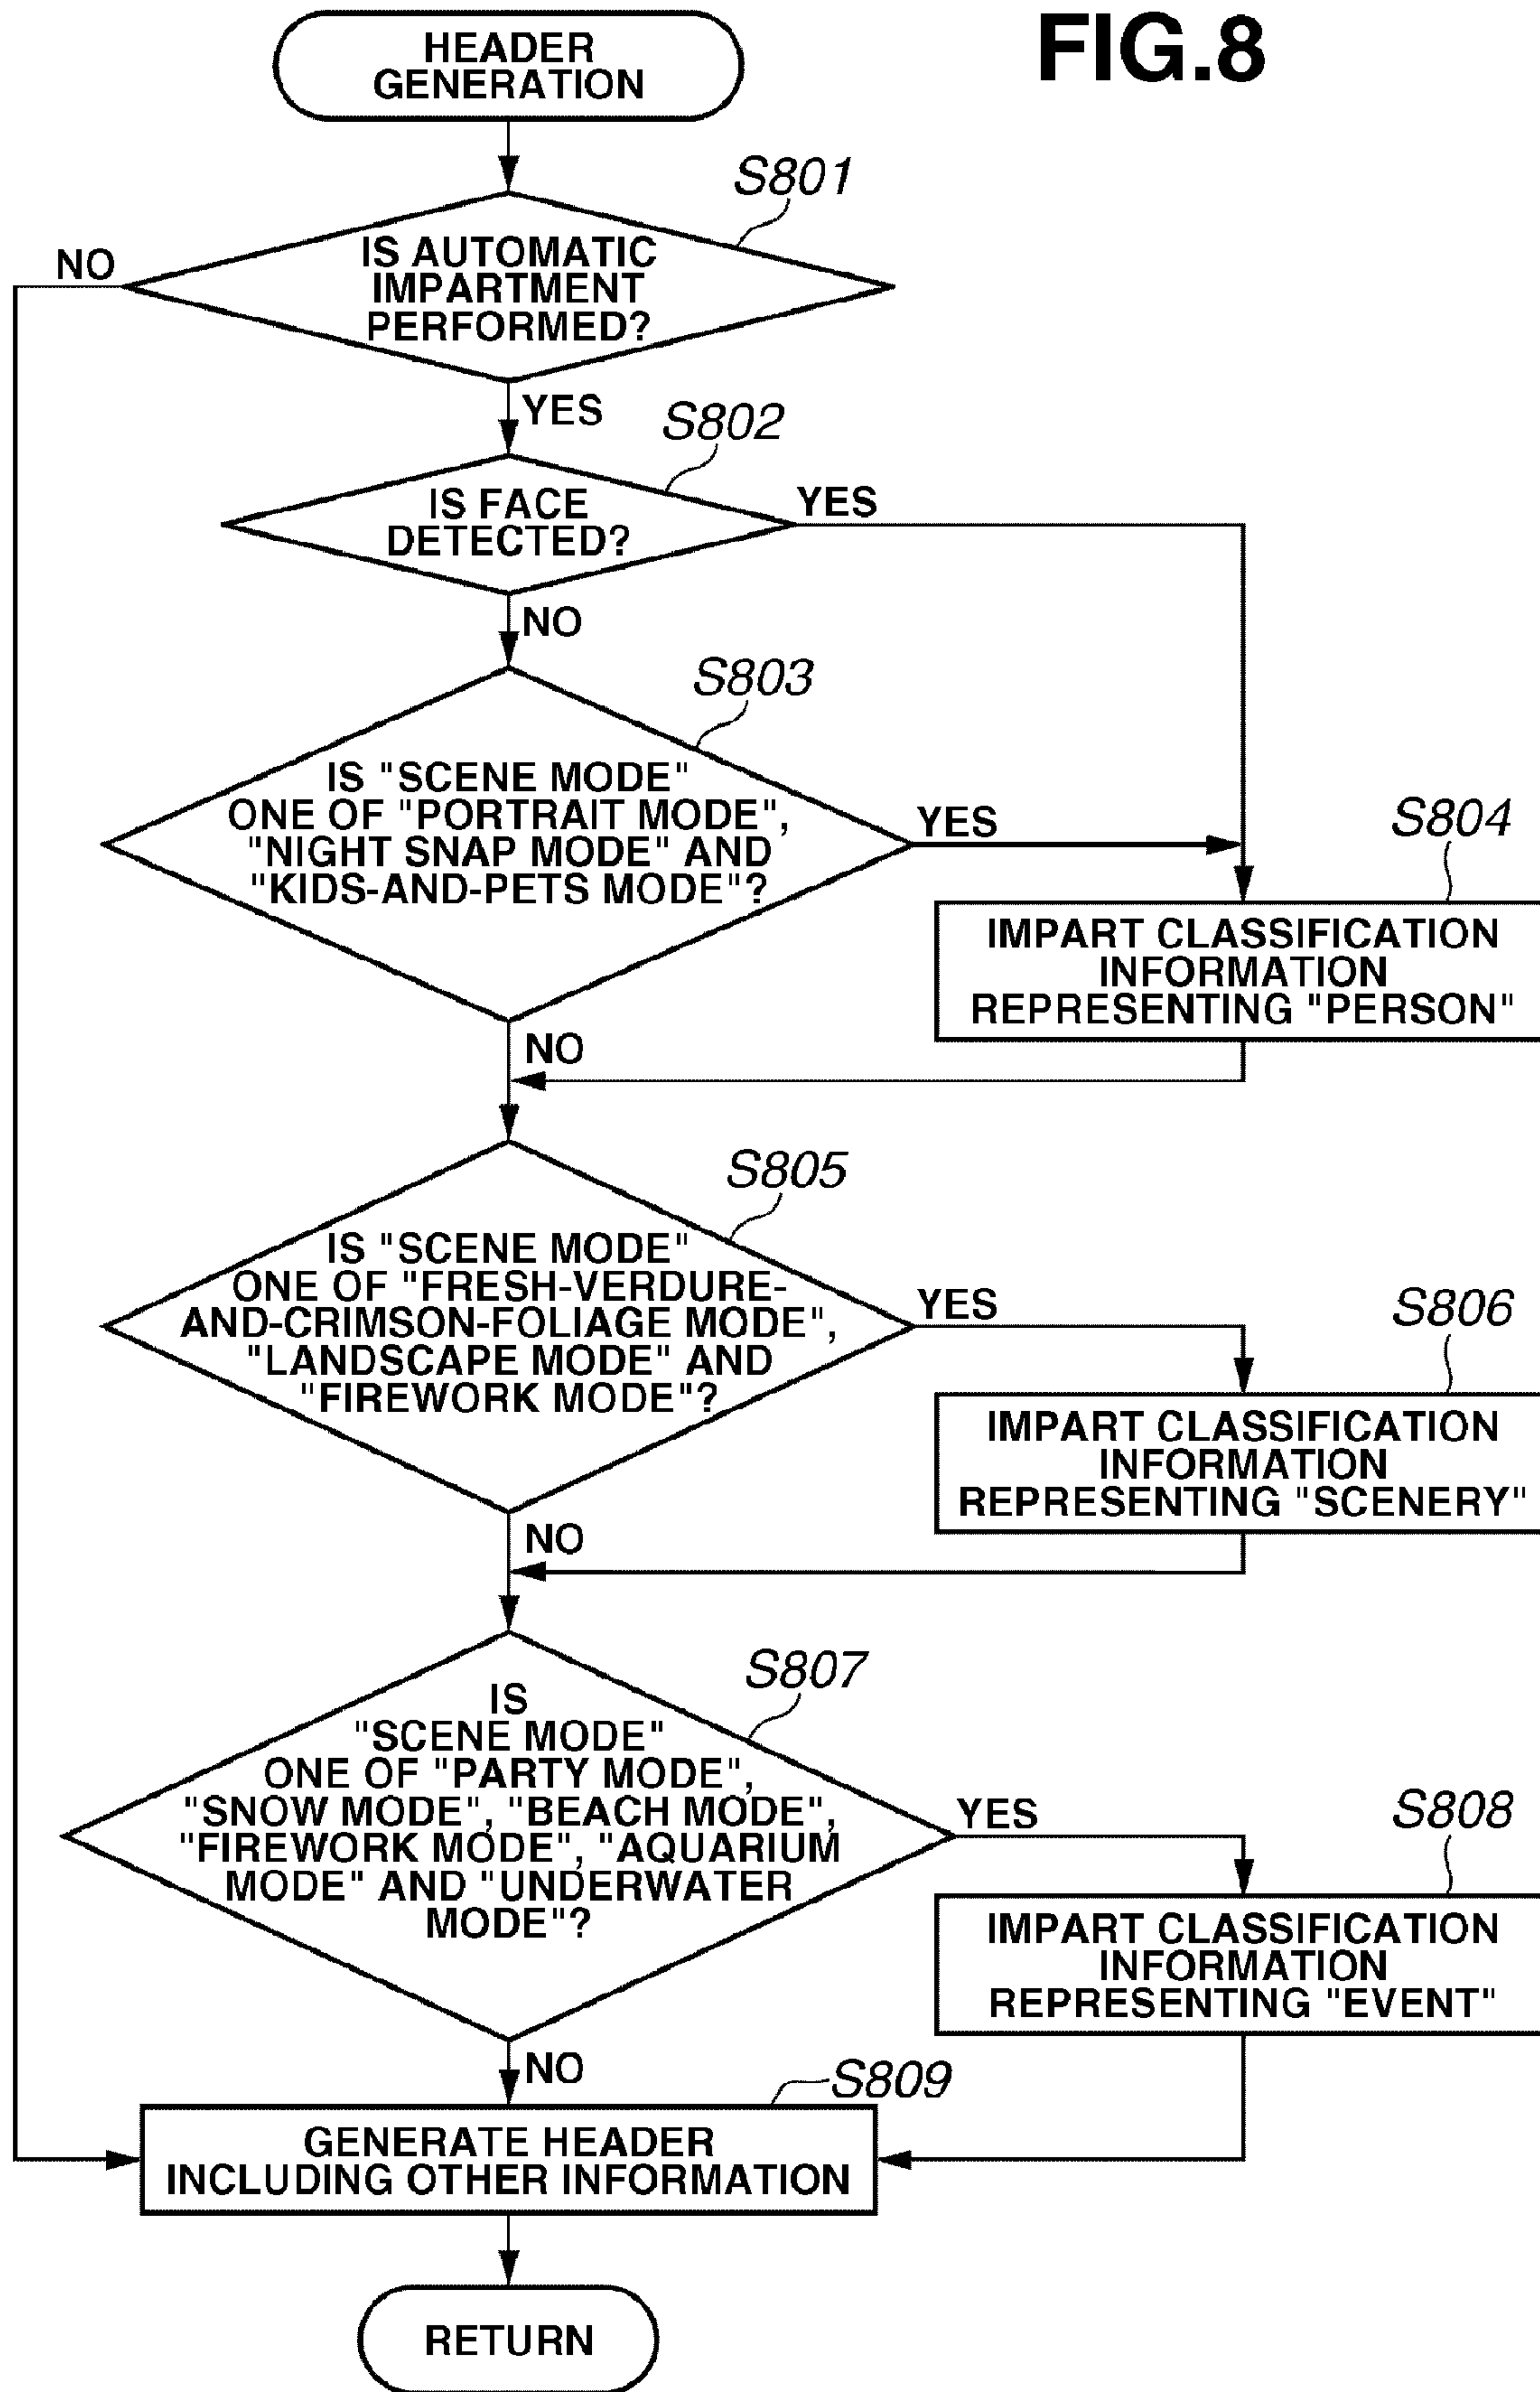 FIG.8
HEADER
GENERATION
S801
NO
IS AUTOMATIC
IMPARTMENT
PERFORMED?
YES
S802
IS FACE
DETECTED?
YES
NO
S803
IS "SCENE MODE"
ONE OF "PORTRAIT MODE",
"NIGHT SNAP MODE" AND
"KIDS-AND-PETS MODE"?
YES
S804
IMPART CLASSIFICATION
INFORMATION
REPRESENTING "PERSON"
NO
S805
IS "SCENE MODE"
ONE OF "FRESH-VERDURE-
AND-CRIMSON-FOLIAGE MODE",
"LANDSCAPE MODE" AND
"FIREWORK MODE"?
YES
S806
IMPART CLASSIFICATION
INFORMATION
REPRESENTING "SCENERY"
NO
S807
IS
"SCENE MODE"
ONE OF "PARTY MODE",
"SNOW MODE", "BEACH MODE",
"FIREWORK MODE", "AQUARIUM
MODE" AND "UNDERWATER
MODE"?
YES
S808
IMPART CLASSIFICATION
INFORMATION
REPRESENTING "EVENT"
NO
S809
GENERATE HEADER
INCLUDING OTHER INFORMATION
RETURN